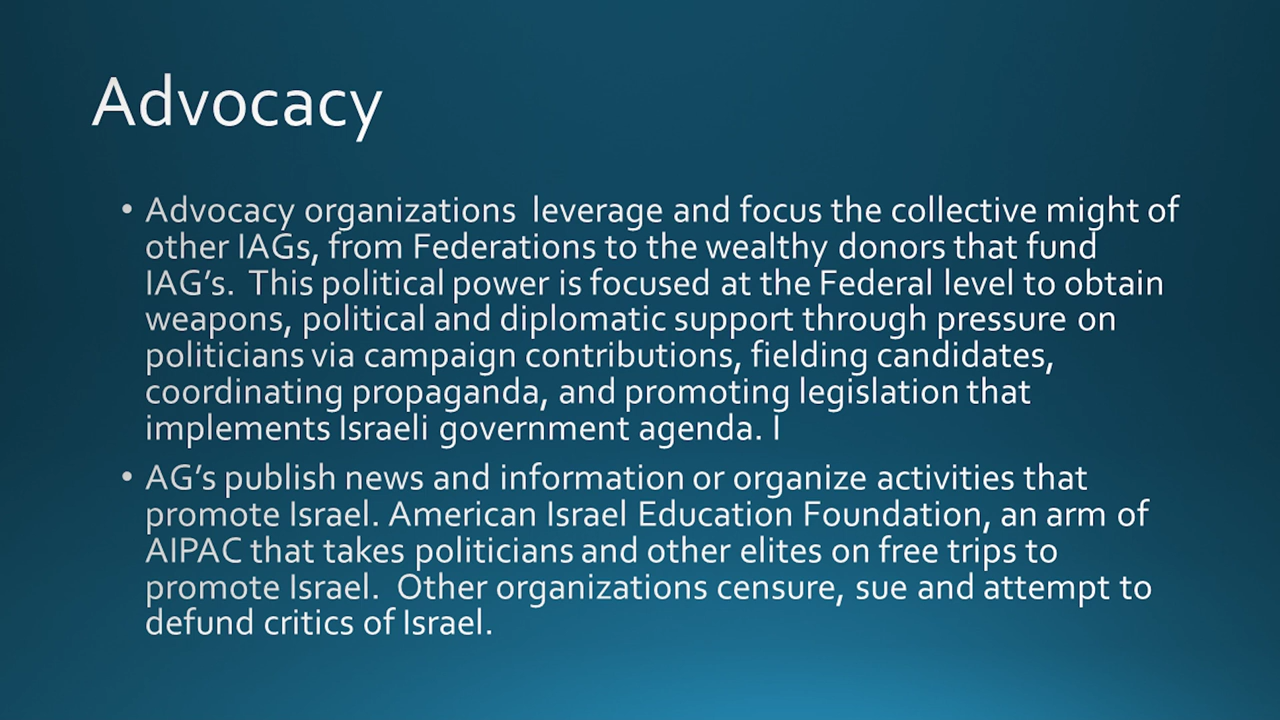 Advocacy
• Advocacy organizations  leverage and focus the collective might of
other IAGs, from Federations to the wealthy donors that fund
IAG’s.  This political power is focused at the Federal level to obtain
weapons, political and diplomatic support through pressure on
politicians via campaign contributions, fielding candidates,
coordinating propaganda, and promoting legislation that
implements Israeli government agenda. I
• AG’s publish news and information or organize activities that
promote Israel. American Israel Education Foundation, an arm of
AIPAC that takes politicians and other elites on free trips to
promote Israel.  Other organizations censure, sue and attempt to
defund critics of Israel.